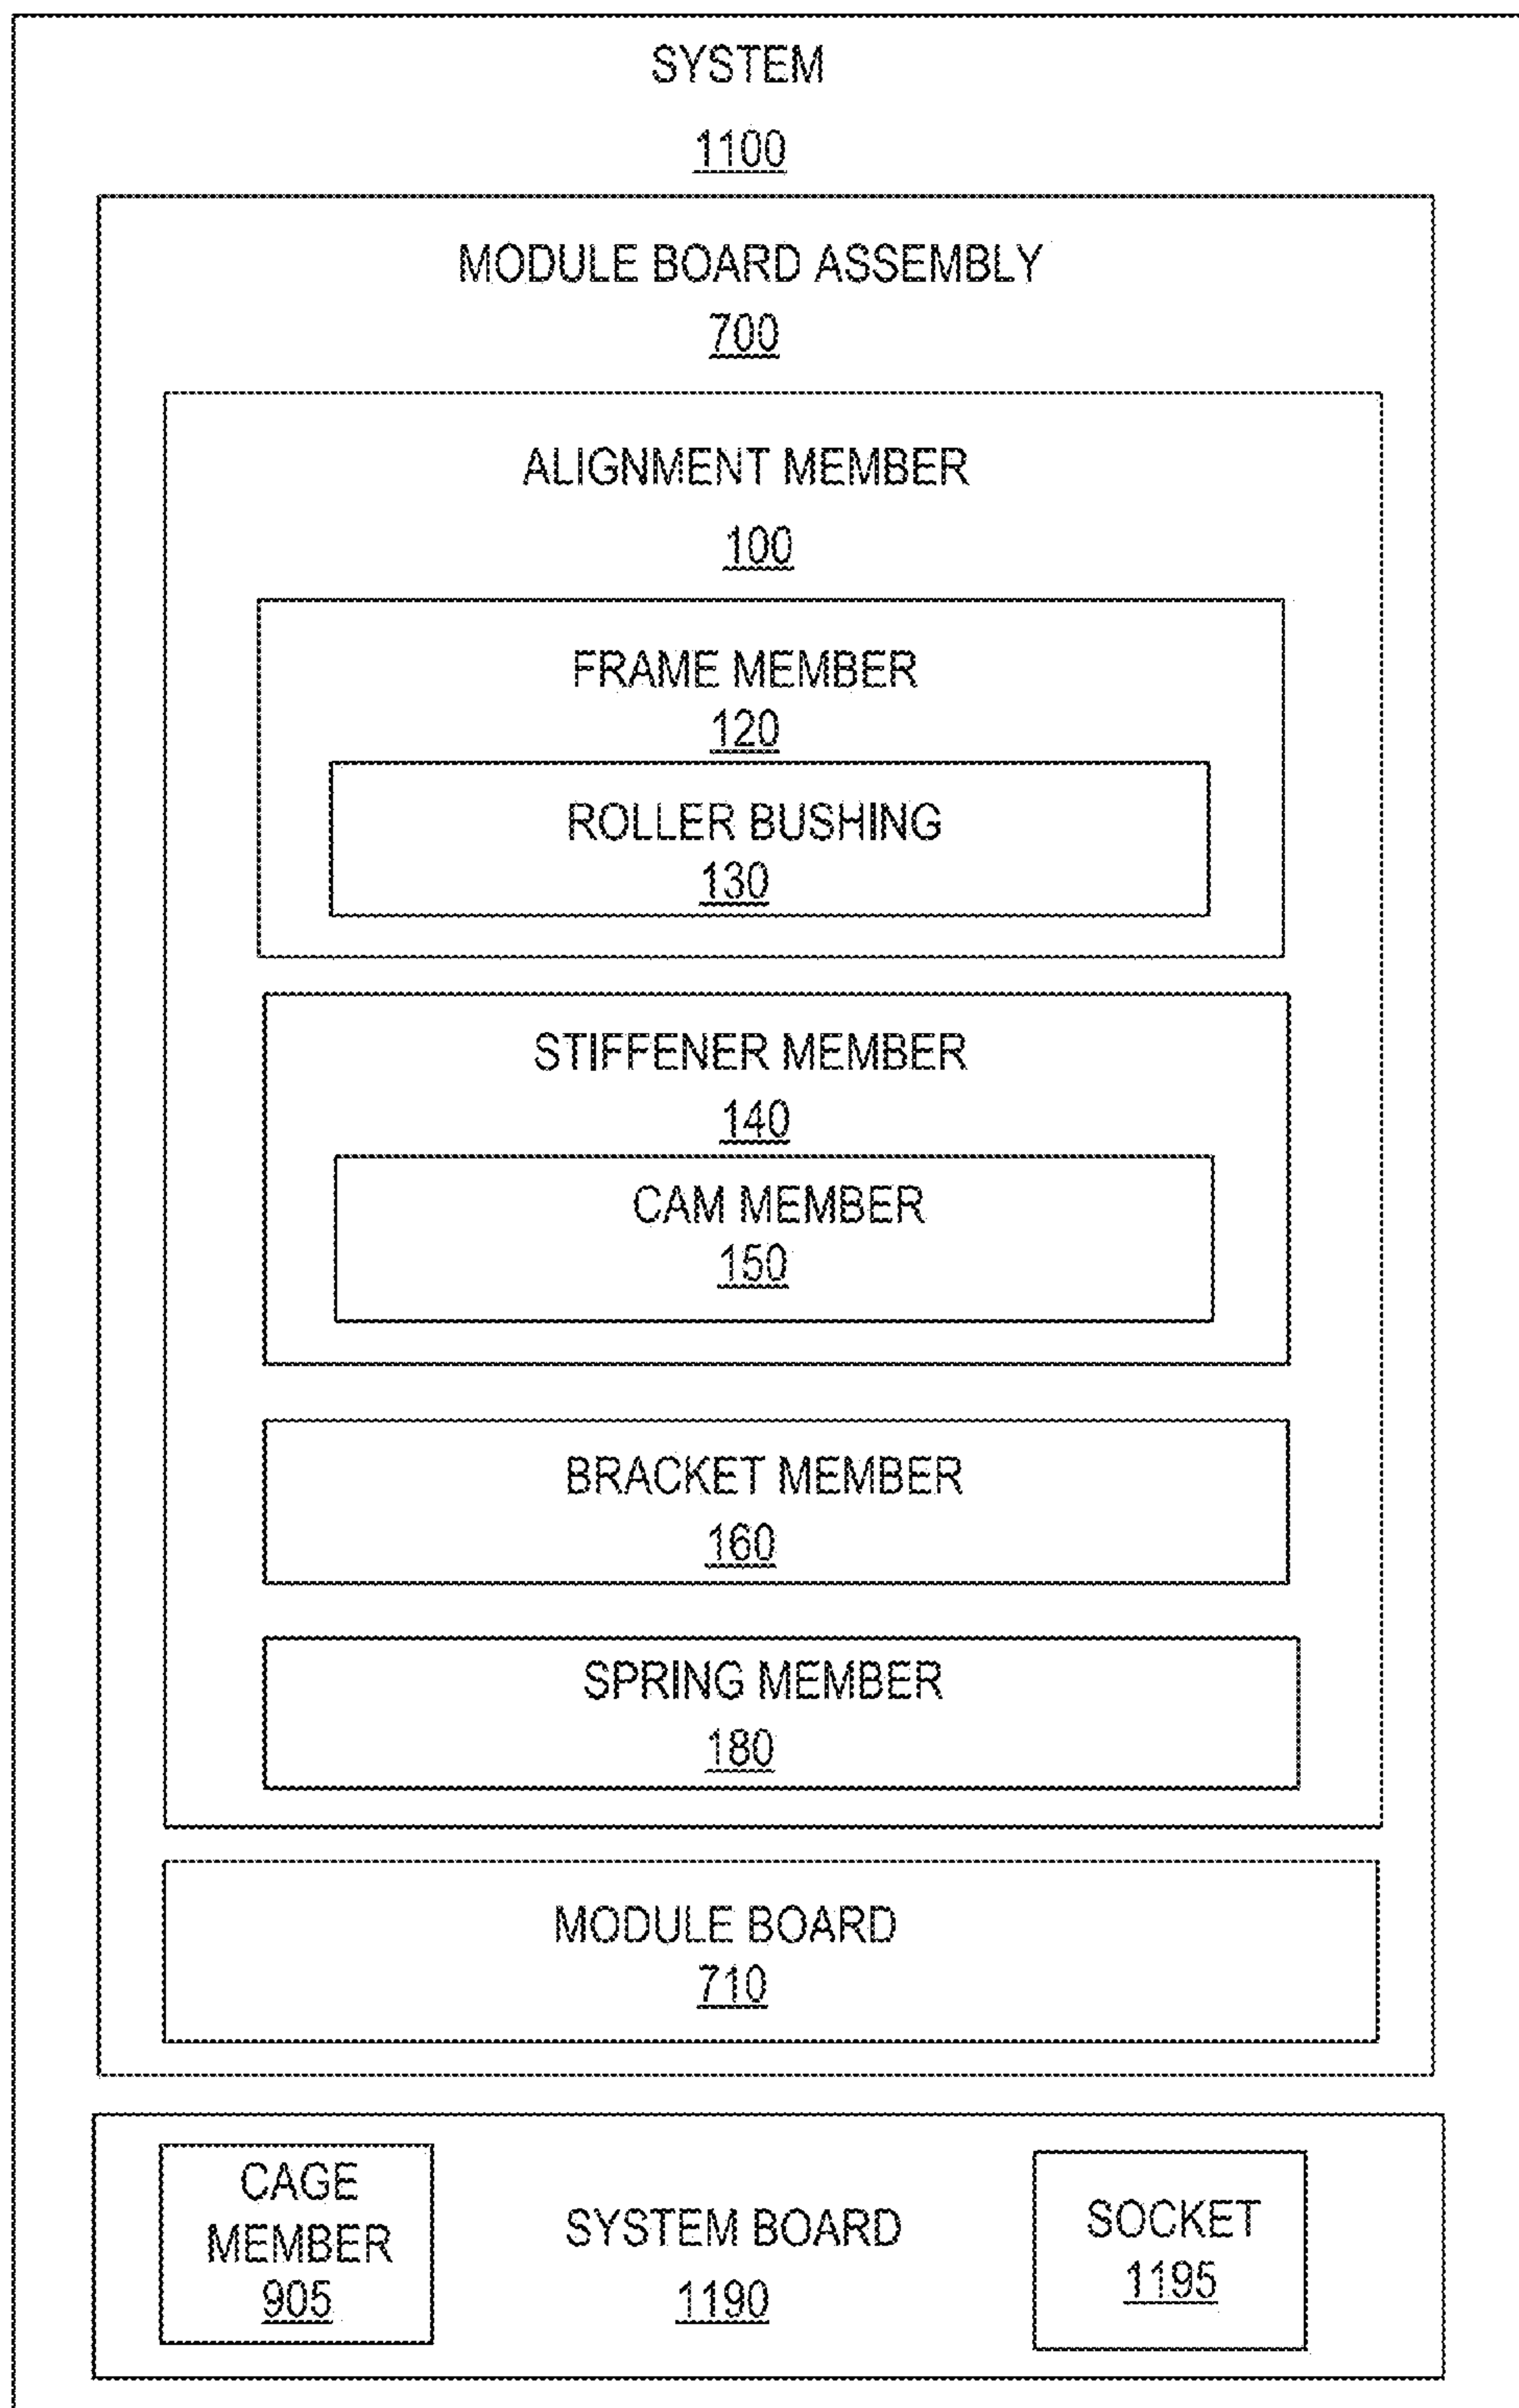 SYSTEM
1100
MODULE BOARD ASSEMBLY
700
ALIGNMENT MEMBER
100
FRAME MEMBER
120
ROLLER BUSHING
130
STIFFENER MEMBER
140
CAM MEMBER
150
BRACKET MEMBER
160
SPRING MEMBER
180
MODULE BOARD
710
CAGE
MEMBER
905
SYSTEM BOARD
1190
SOCKET
1195